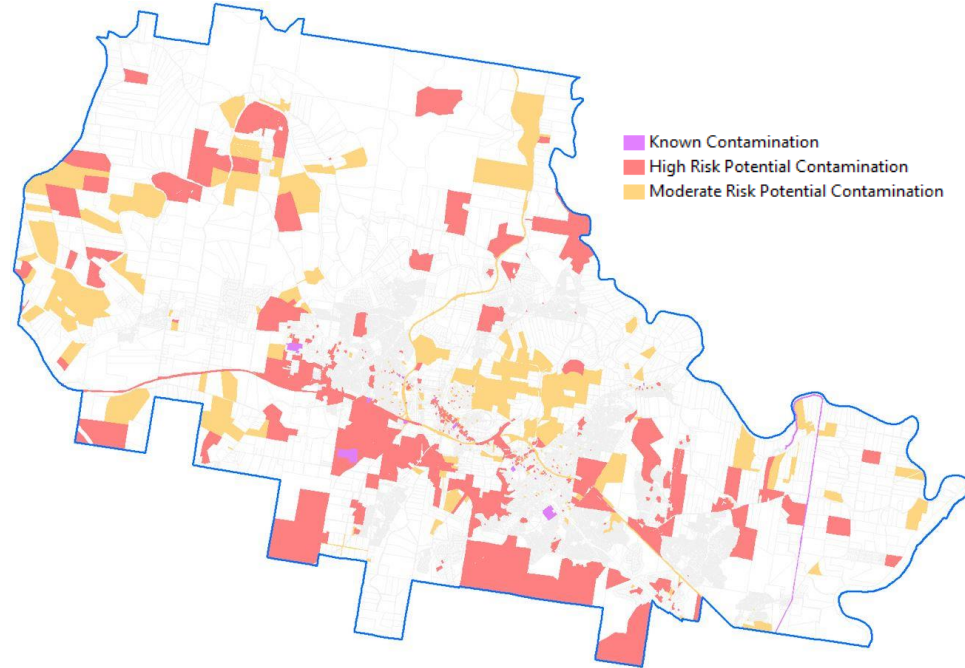 Known Contamination
High Risk Potential Contamination
Moderate Risk Potential Contamination